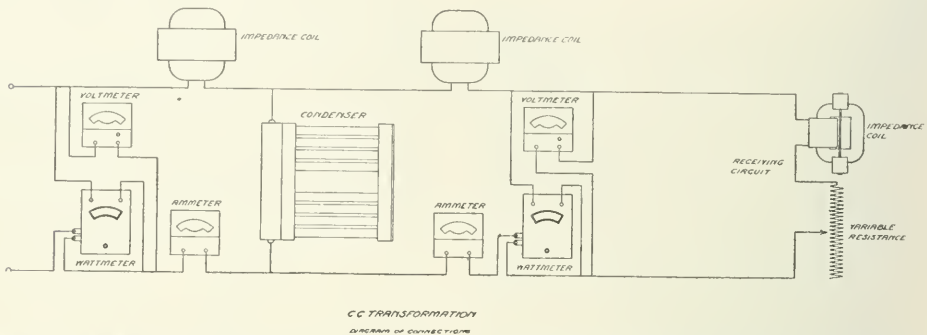 IMPEDANCE COIL
IMPEDANCE COIL
VOLTMETER
VOLTMETER
CONDENSER
IMPEDANCE
COIL
RECEIVING
CIRCUIT
AMMETER
AMMETER
VARIABLE
RESISTANCE
WATTMETER
WATTMETER
CC TRANSFORMATION
DIAGRAM OF CONNECTIONS